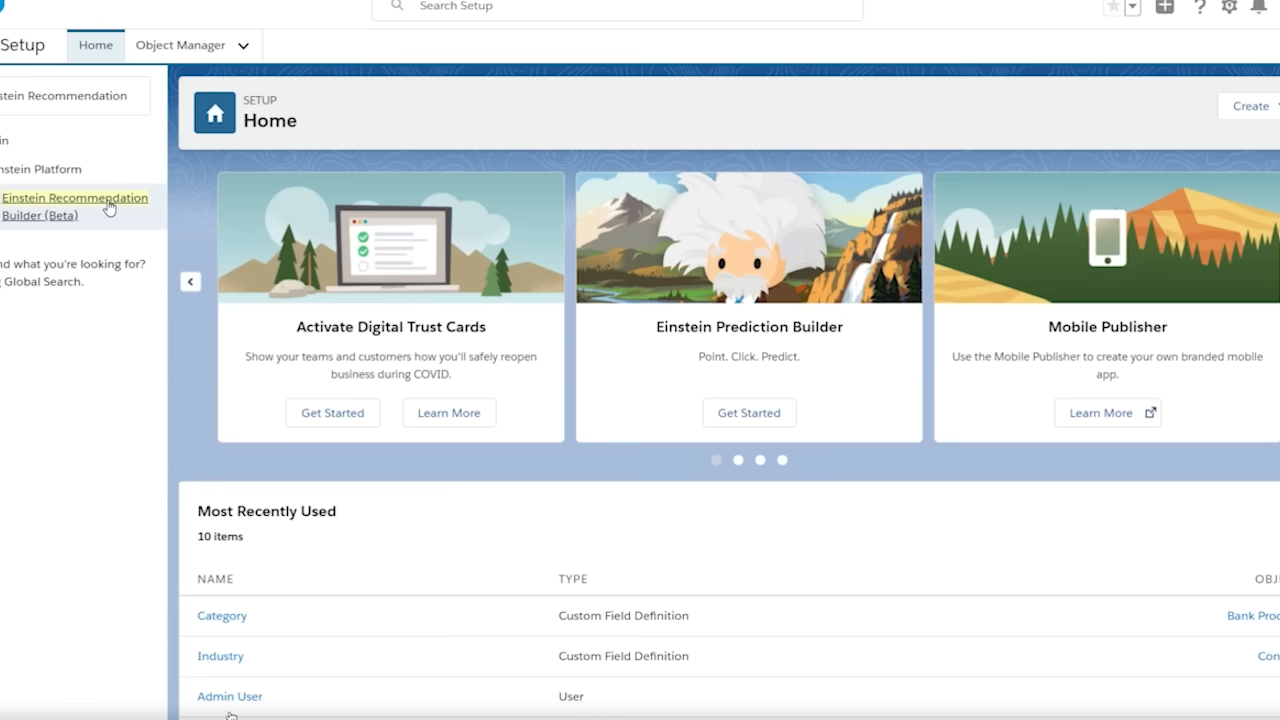 Search Setup
Setup
Home
Object Manager
stein Recommendation
in
nstein Platform
Einstein Recommendation
Builder (Beta)
nd what you're looking for?
g Global Search.
SETUP
Home
Create
Activate Digital Trust Cards
Show your teams and customers how you'll safely reopen
business during COVID.
Get Started
Learn More
Einstein Prediction Builder
Point. Click. Predict.
Get Started
Mobile Publisher
Use the Mobile Publisher to create your own branded mobile
app.
Learn More
Most Recently Used
10 items
NAME TYPE OBJ
Category Custom Field Definition Bank Proc
Industry Custom Field Definition Con
Admin User User